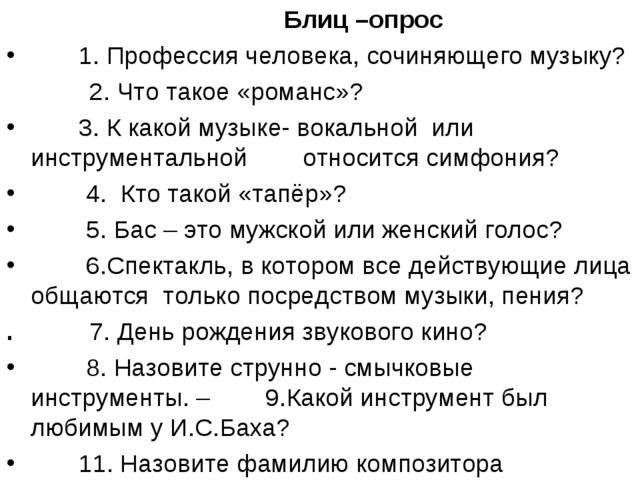 Блиц –опрос
• 1. Профессия человека, сочиняющего музыку?
2. Что такое «романс»?
• 3. К какой музыке- вокальной или
инструментальной относится симфония?
• 4. Кто такой «тапёр»?
• 5. Бас – это мужской или женский голос?
• 6.Спектакль, в котором все действующие лица
общаются только посредством музыки, пения?
. 7. День рождения звукового кино?
• 8. Назовите струнно - смычковые
инструменты. – 9.Какой инструмент был
любимым у И.С.Баха?
• 11. Назовите фамилию композитора